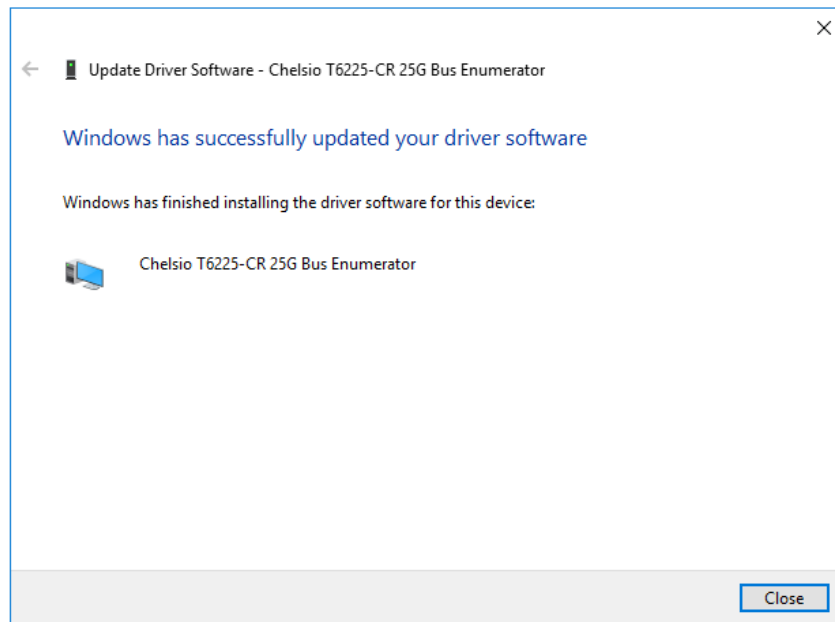 Update Driver Software - Chelsio T6225-CR 25G Bus Enumerator
Windows has successfully updated your driver software
Windows has finished installing the driver software for this device:
Chelsio T6225-CR 25G Bus Enumerator
Close